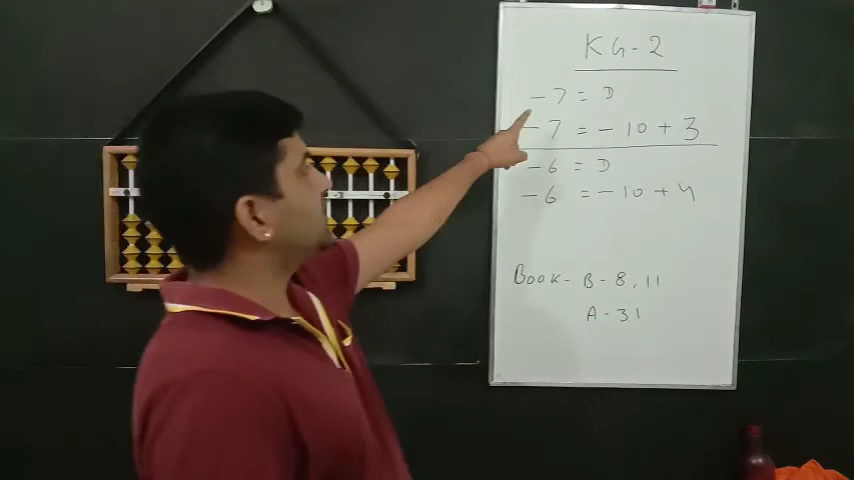 KG-2
-7 = D
-7 = -10 + 3
-6 = D
-6 = -10 + 4
BOOK- B-8, 11
A-31